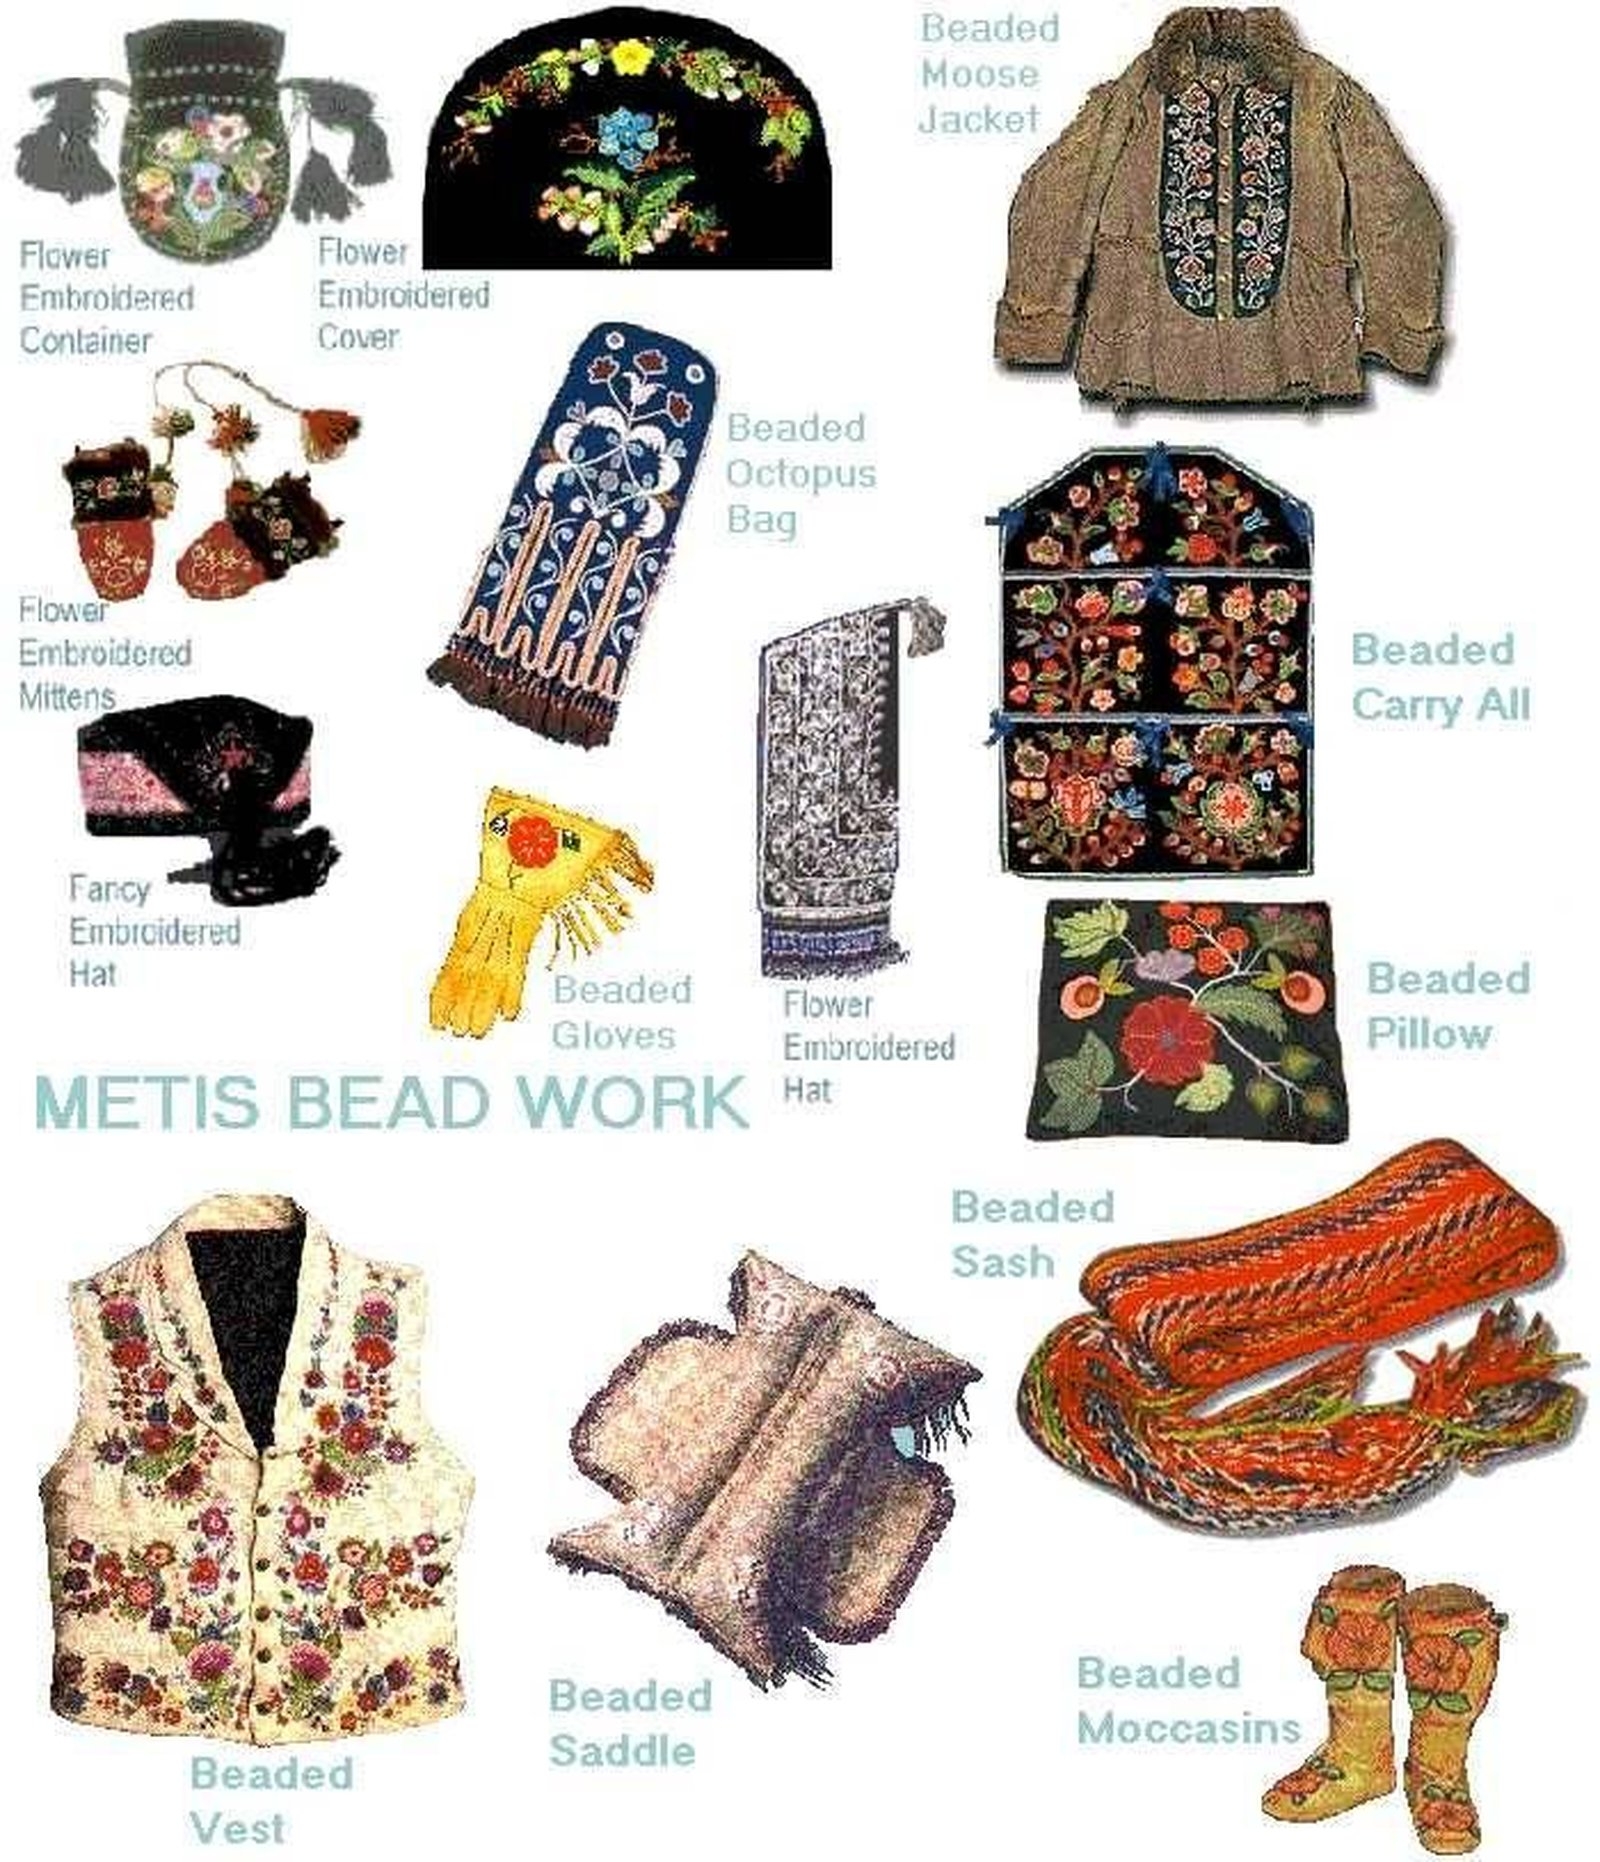 Beaded
Moose
Jacket
Flower
Embroidered
Container
Flower
Embroidered
Cover
Beaded
Octopus
Bag
Flower
Embroidered
Mittens
Beaded
Carry All
Fancy
Embroidered
Hat
Beaded
Gloves
Flower
Embroidered
Hat
Beaded
Pillow
METIS BEAD WORK
Beaded
Sash
Beaded
Saddle
Beaded
Moccasins
Beaded
Vest